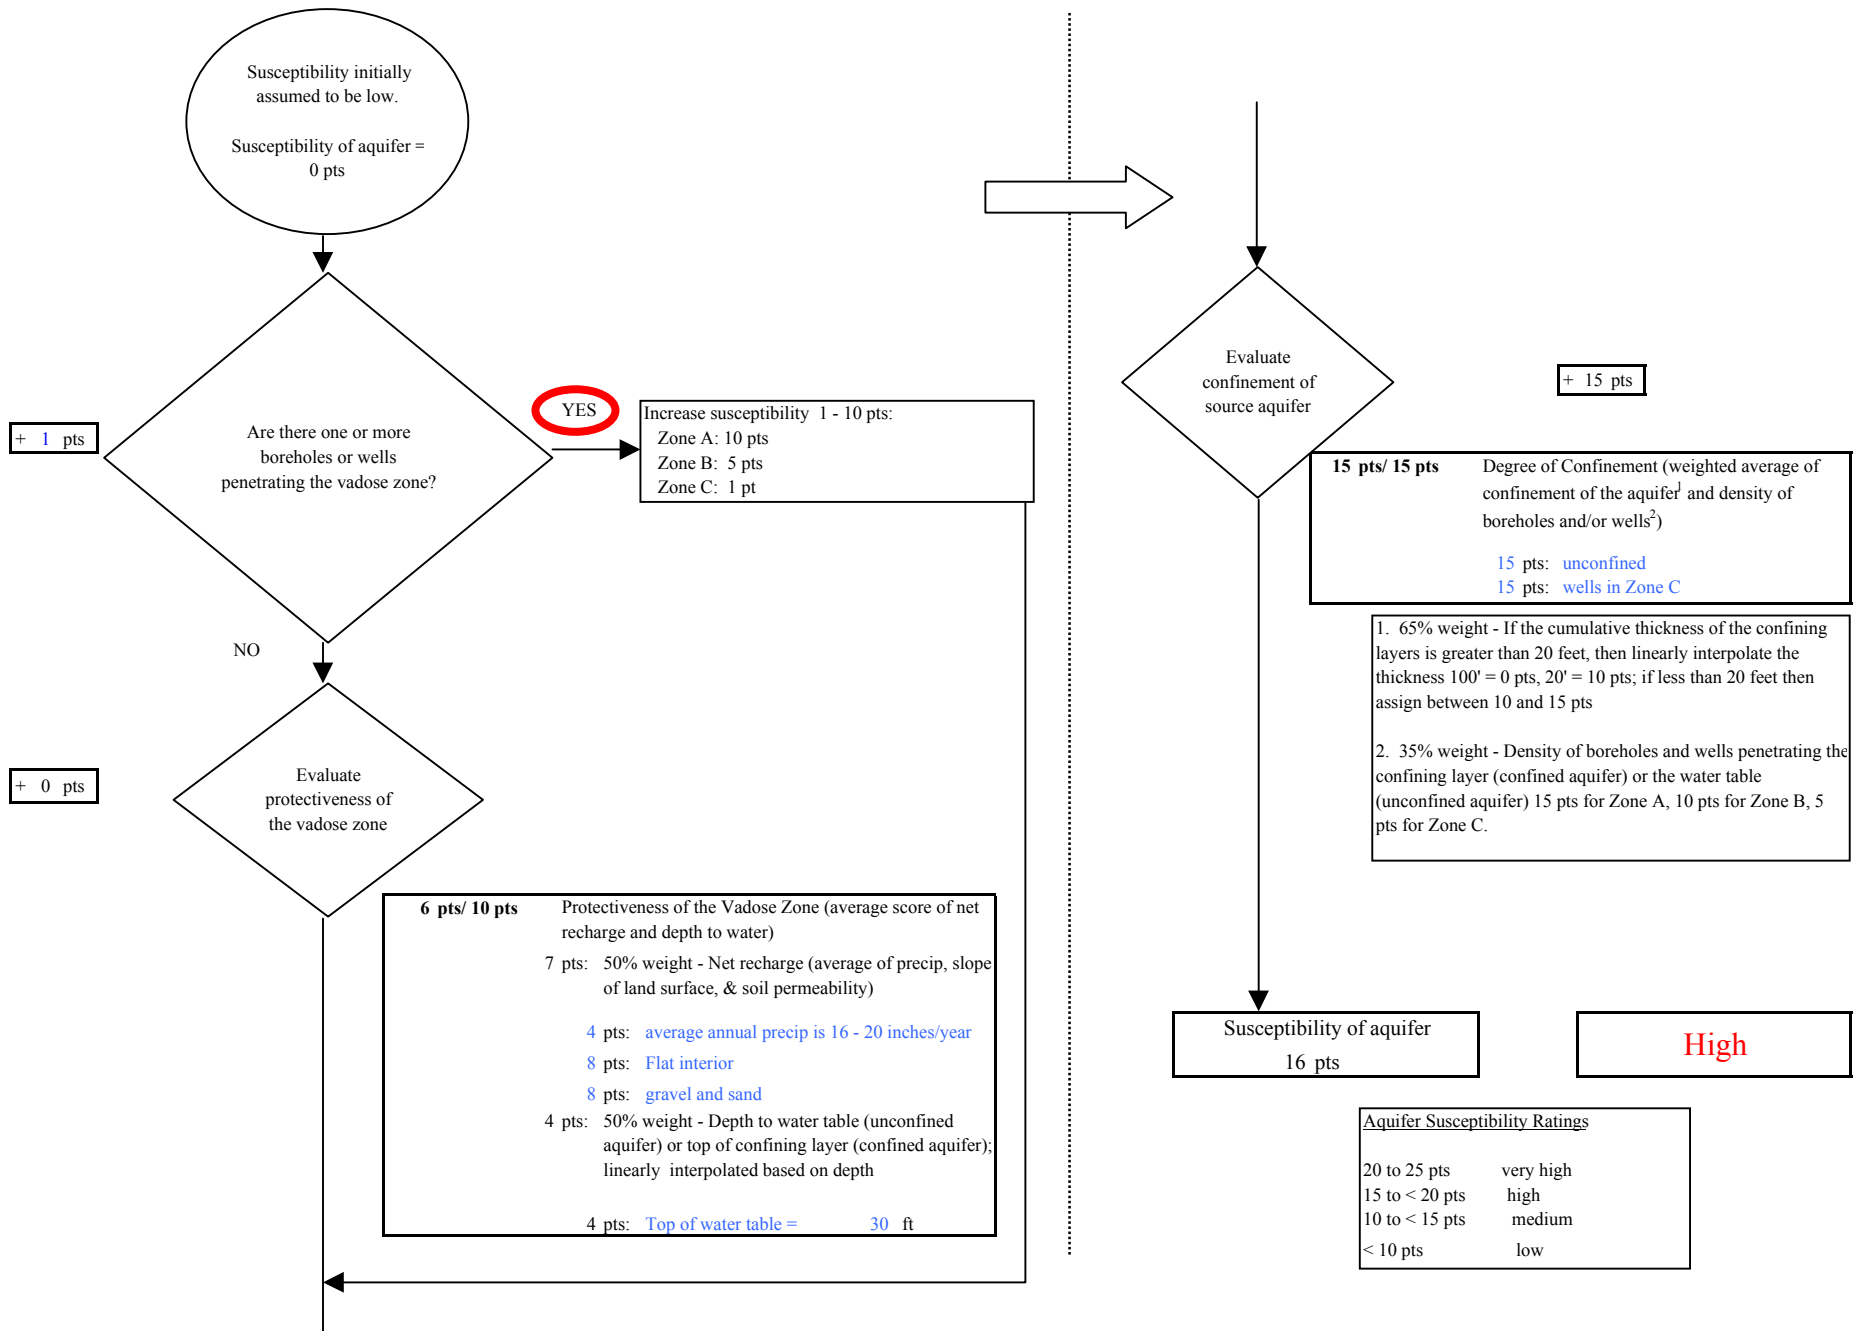 Susceptibility initially
assumed to be low.
Susceptibility of aquifer =
0 pts
+ 1 pts
Are there one or more
boreholes or wells
penetrating the vadose zone?
YES
Increase susceptibility 1 - 10 pts:
Zone A: 10 pts
Zone B: 5 pts
Zone C: 1 pt
NO
+ 0 pts
Evaluate
protectiveness of
the vadose zone
6 pts/ 10 pts Protectiveness of the Vadose Zone (average score of net
recharge and depth to water)
7 pts: 50% weight - Net recharge (average of precip, slope
of land surface, & soil permeability)
4 pts: average annual precip is 16 - 20 inches/year
8 pts: Flat interior
8 pts: gravel and sand
4 pts: 50% weight - Depth to water table (unconfined
aquifer) or top of confining layer (confined aquifer);
linearly interpolated based on depth
4 pts: Top of water table = 30 ft
Evaluate
confinement of
source aquifer
+ 15 pts
15 pts/ 15 pts Degree of Confinement (weighted average of
confinement of the aquifer1 and density of
boreholes and/or wells2)
15 pts: unconfined
15 pts: wells in Zone C
1. 65% weight - If the cumulative thickness of the confining
layers is greater than 20 feet, then linearly interpolate the
thickness 100' = 0 pts, 20' = 10 pts; if less than 20 feet then
assign between 10 and 15 pts
2. 35% weight - Density of boreholes and wells penetrating the
confining layer (confined aquifer) or the water table
(unconfined aquifer) 15 pts for Zone A, 10 pts for Zone B, 5
pts for Zone C.
Susceptibility of aquifer
16 pts
High
Aquifer Susceptibility Ratings
20 to 25 pts very high
15 to < 20 pts high
10 to < 15 pts medium
< 10 pts low